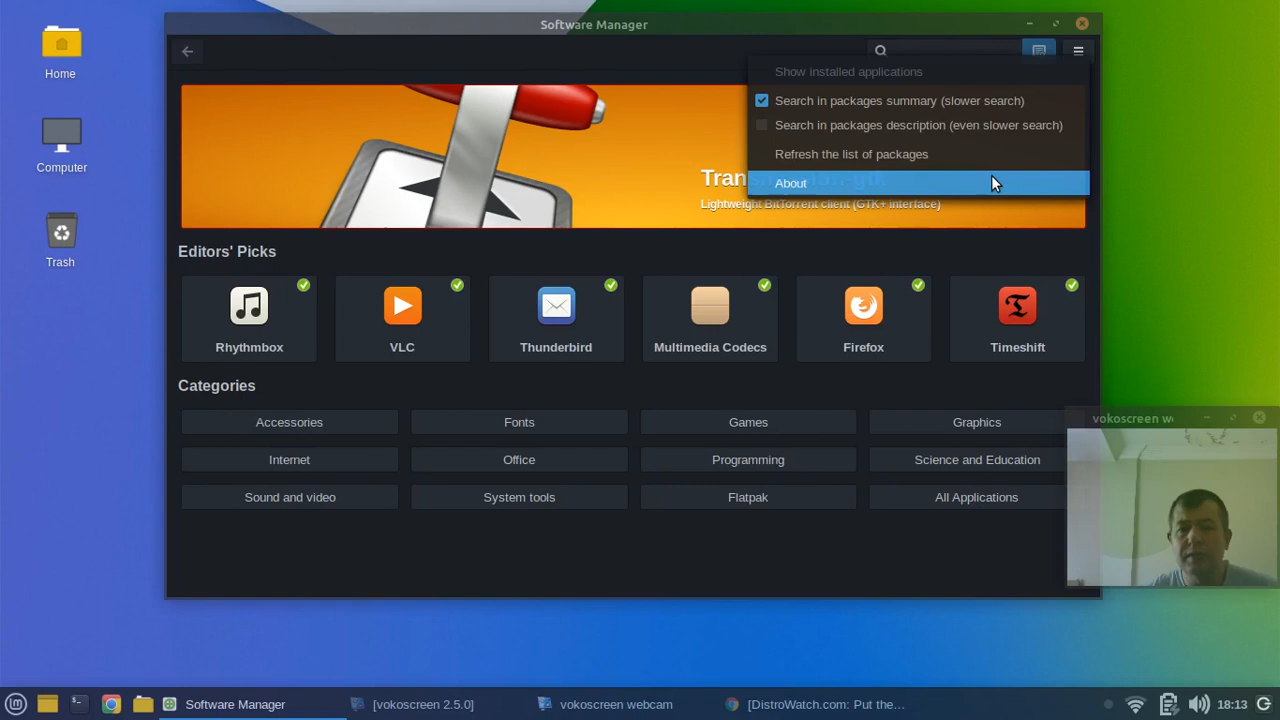 Home
Computer
Trash
Software Manager
Show installed applications
Search in packages summary (slower search)
Search in packages description (even slower search)
Refresh the list of packages
About
Lightweight BitTorrent client (GTK+ interface)
Editors' Picks
Rhythmbox
VLC
Thunderbird
Multimedia Codecs
Firefox
Timeshift
Categories
Accessories
Fonts
Games
Graphics
Internet
Office
Programming
Science and Education
Sound and video
System tools
Flatpak
All Applications
vokoscreen we
Software Manager
[vokoscreen 2.5.0]
vokoscreen webcam
[DistroWatch.com: Put the...
18:13